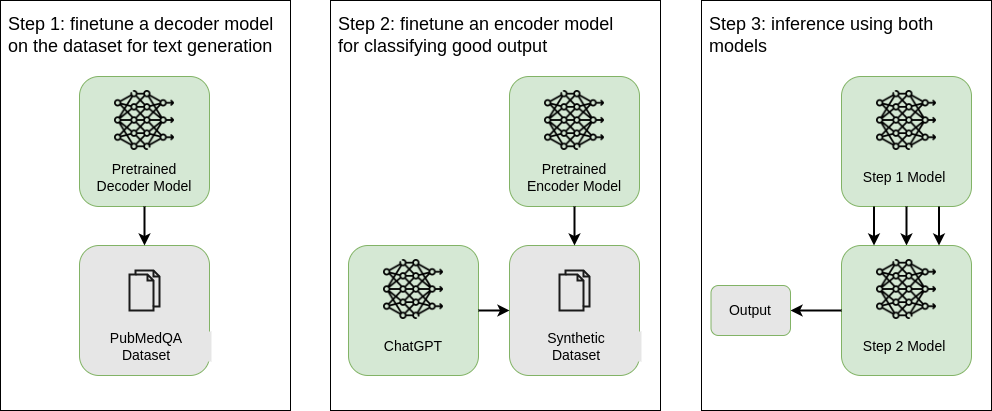 Step 1: finetune a decoder model
on the dataset for text generation
Pretrained
Decoder Model
PubMedQA
Dataset
Step 2: finetune an encoder model
for classifying good output
Pretrained
Encoder Model
ChatGPT
Synthetic
Dataset
Step 3: inference using both
models
Step 1 Model
Output
Step 2 Model